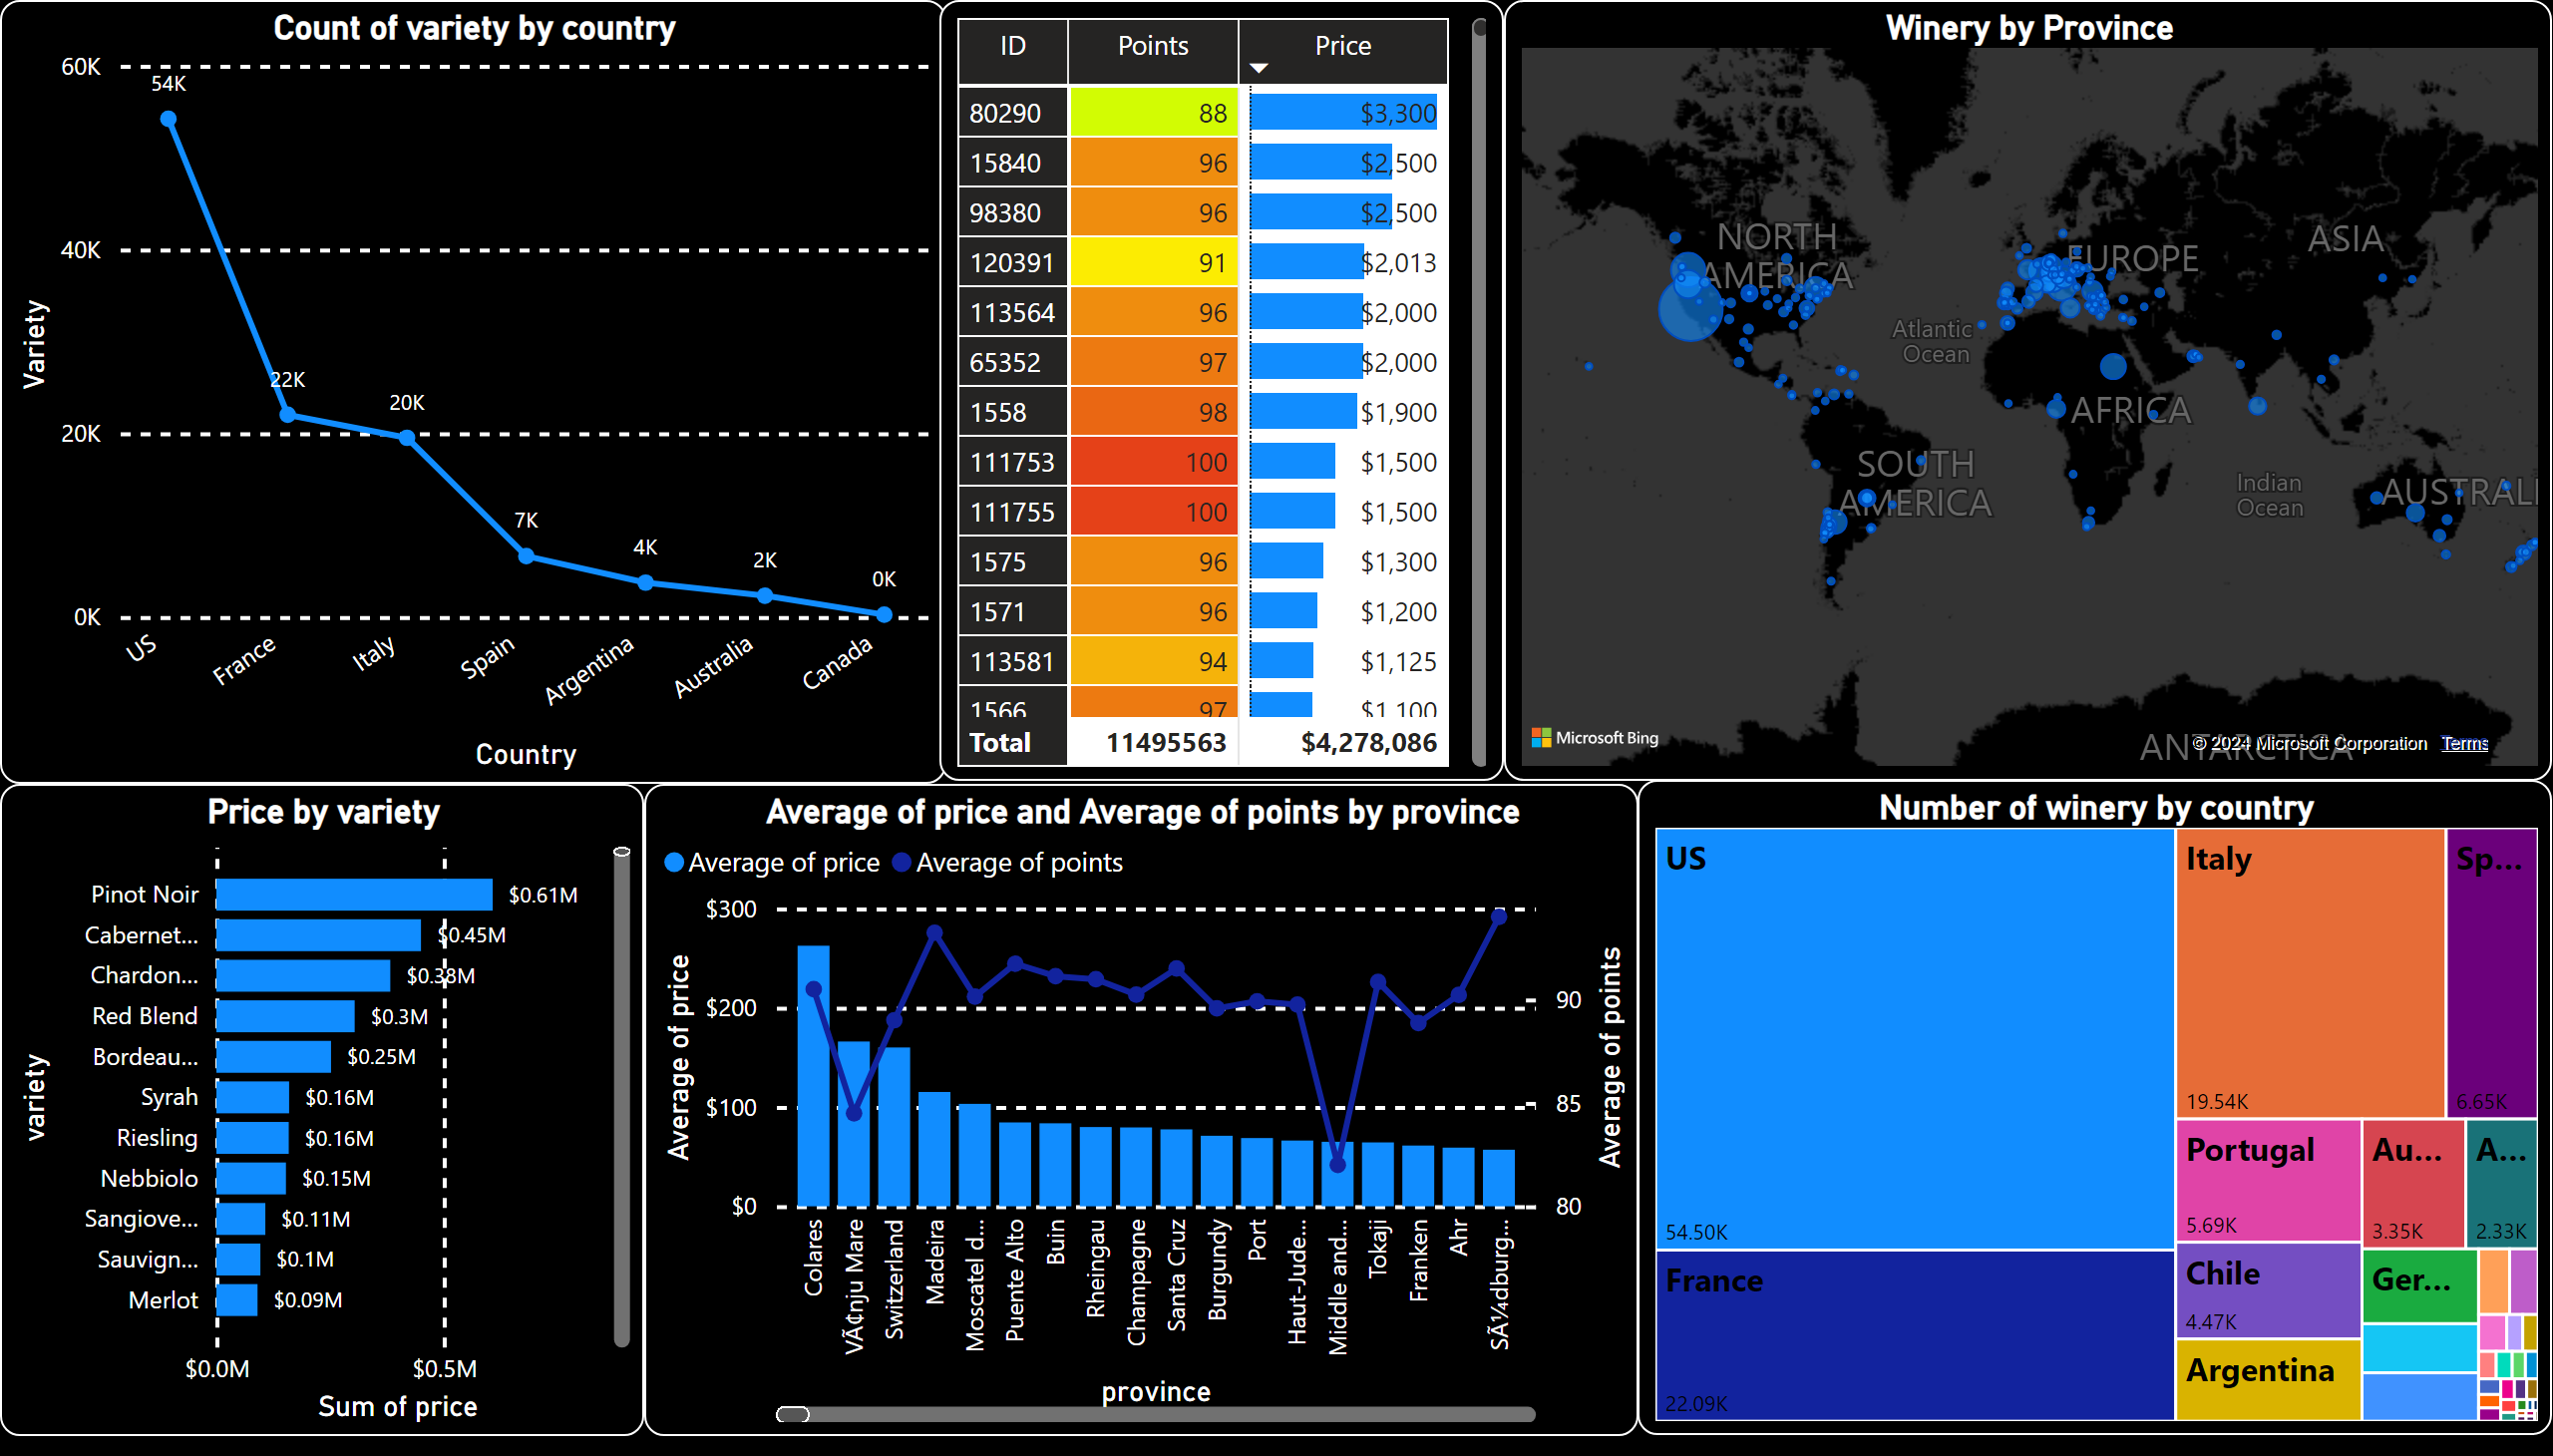 Count of variety by country
60K
40K
20K
0K
Variety
54K
22K
20K
7K
4K
2K
0K
US
France
Italy
Spain
Argentina
Australia
Canada
Country
ID Points Price
80290 88 $3,300
15840 96 $2,500
98380 96 $2,500
120391 91 $2,013
113564 96 $2,000
65352 97 $2,000
1558 98 $1,900
111753 100 $1,500
111755 100 $1,500
1575 96 $1,300
1571 96 $1,200
113581 94 $1,125
1566 97 $1,100
Total 11495563 $4,278,086
Winery by Province
NORTH
AMERICA
EUROPE
ASIA
Atlantic
Ocean
AFRICA
SOUTH
AMERICA
Indian
Ocean
AUSTRALI
ANTARCTICA
Microsoft Bing
© 2024 Microsoft Corporation Terms
Price by variety
variety
Pinot Noir $0.61M
Cabernet... $0.45M
Chardon... $0.38M
Red Blend $0.3M
Bordeau... $0.25M
Syrah $0.16M
Riesling $0.16M
Nebbiolo $0.15M
Sangiove... $0.11M
Sauvign... $0.1M
Merlot $0.09M
$0.0M $0.5M
Sum of price
Average of price and Average of points by province
Average of price Average of points
Average of price
$300
$200
$100
$0
90
85
80
Average of points
Colares
VÃ¢nju Mare
Switzerland
Madeira
Moscatel d...
Puente Alto
Buin
Rheingau
Champagne
Santa Cruz
Burgundy
Port
Haut-Jude...
Middle and...
Tokaji
Franken
Ahr
SÃ¼dburg...
province
Number of winery by country
US
54.50K
France
22.09K
Italy
19.54K
Sp...
6.65K
Portugal
5.69K
Au...
3.35K
A...
2.33K
Chile
4.47K
Ger...
Argentina